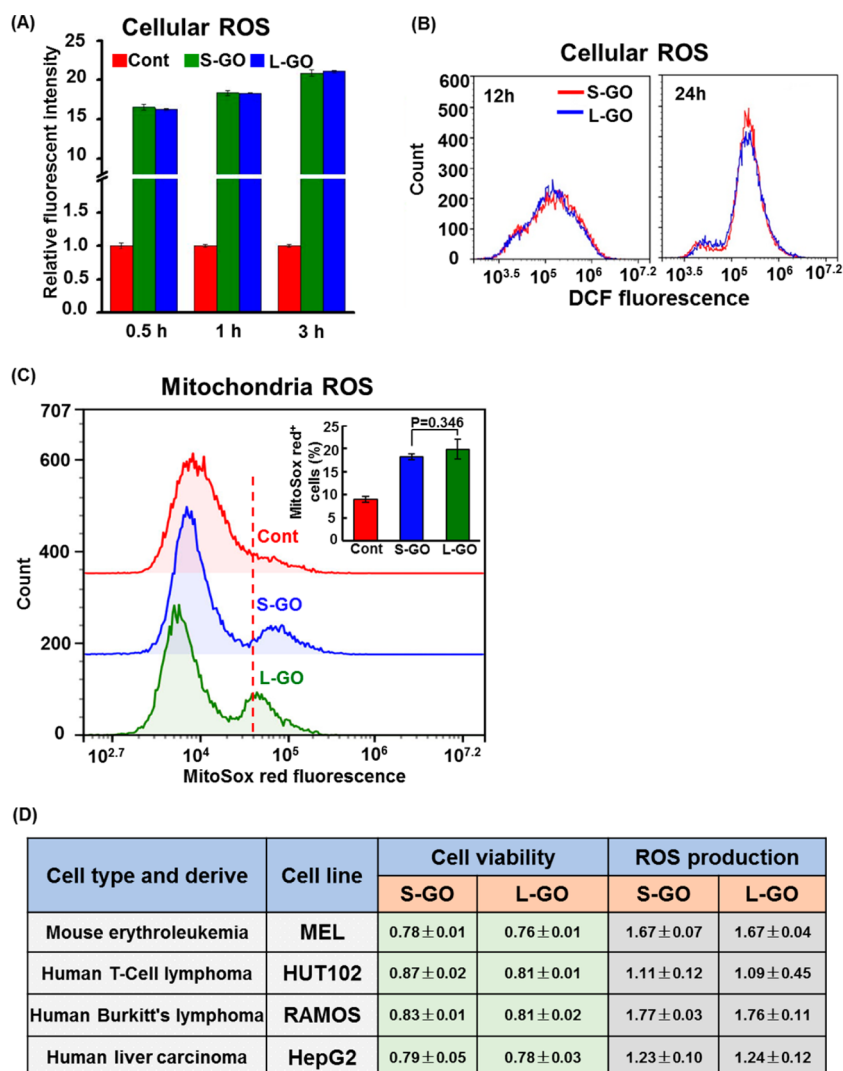 (A)
Cellular ROS
Cont S-GO L-GO
Relative fluorescent intensity
25
20
15
1.5
1.0
0.5
0.0
0.5 h 1 h 3 h
(B)
Cellular ROS
600
500
400
300
200
100
0
Count
12h
S-GO
L-GO
24h
10^3.5 10^5 10^6 10^7.2
10^3.5 10^5 10^6 10^7.2
DCF fluorescence
(C)
Mitochondria ROS
707
600
400
200
0
Count
Cont
S-GO
L-GO
10^2.7 10^4 10^5 10^6 10^7.2
MitoSox red fluorescence
P=0.346
MitoSox red+
cells (%)
25
20
15
10
5
0
Cont S-GO L-GO
(D)
Cell type and derive Cell line Cell viability ROS production
S-GO L-GO S-GO L-GO
Mouse erythroleukemia MEL 0.78±0.01 0.76±0.01 1.67±0.07 1.67±0.04
Human T-Cell lymphoma HUT102 0.87±0.02 0.81±0.01 1.11±0.12 1.09±0.45
Human Burkitt's lymphoma RAMOS 0.83±0.01 0.81±0.02 1.77±0.03 1.76±0.11
Human liver carcinoma HepG2 0.79±0.05 0.78±0.03 1.23±0.10 1.24±0.12